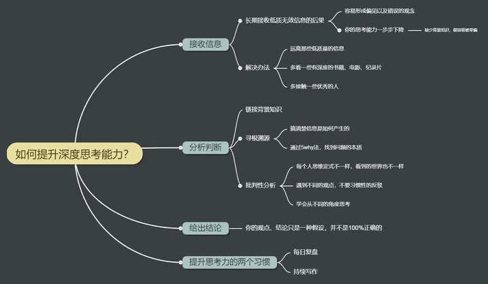 如何提升深度思考能力？
接收信息
长期接收低质无效信息的后果
容易形成偏误以及错误的观念
你的思考能力一步步下降
解决办法
远离那些低质量的信息
多看一些有深度的书籍、电影、纪录片
多接触一些优秀的人
分析判断
链接背景知识
寻根溯源
搞清楚信息是如何产生的
通过5why法，找到问题的本质
批判性分析
每个人思维定式不一样，看到的世界也不一样
遇到不同的观点，不要习惯性的反驳
学会从不同的角度思考
给出结论
你的观点、结论只是一种假设，并不是100%正确的
提升思考力的两个习惯
每日复盘
持续写作